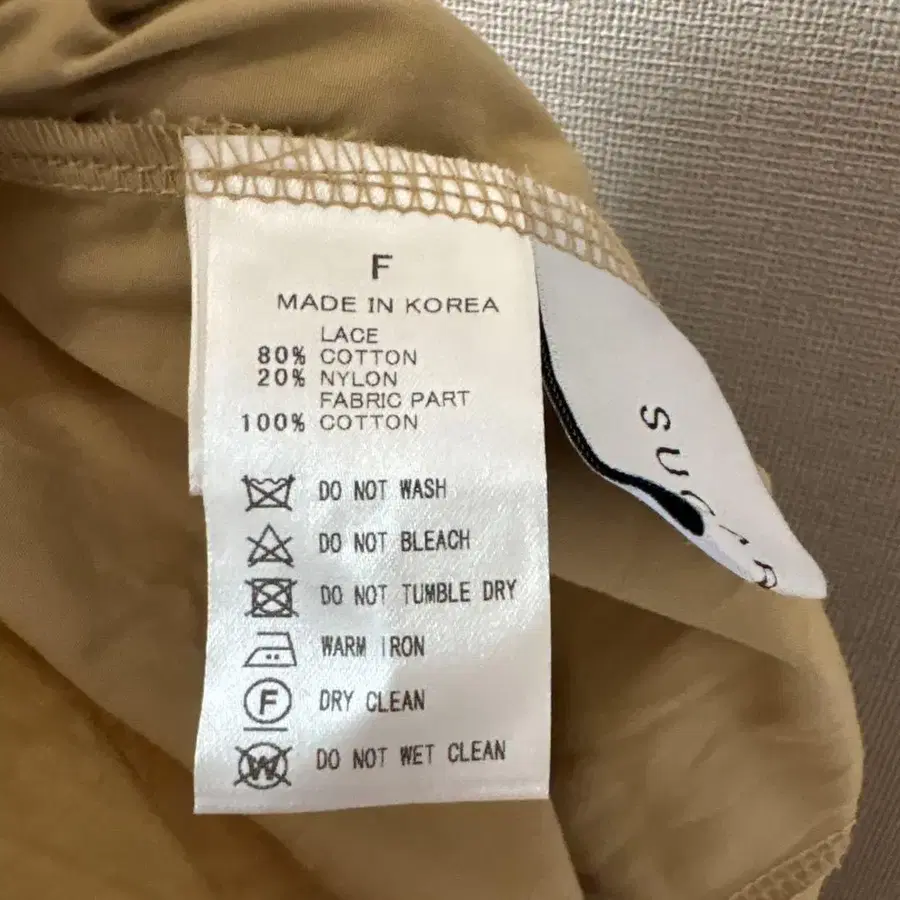 F
MADE IN KOREA
LACE
80% COTTON
20% NYLON
FABRIC PART
100% COTTON
DO NOT WASH
DO NOT BLEACH
DO NOT TUMBLE DRY
WARM IRON
F DRY CLEAN
W DO NOT WET CLEAN